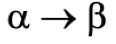 α → β